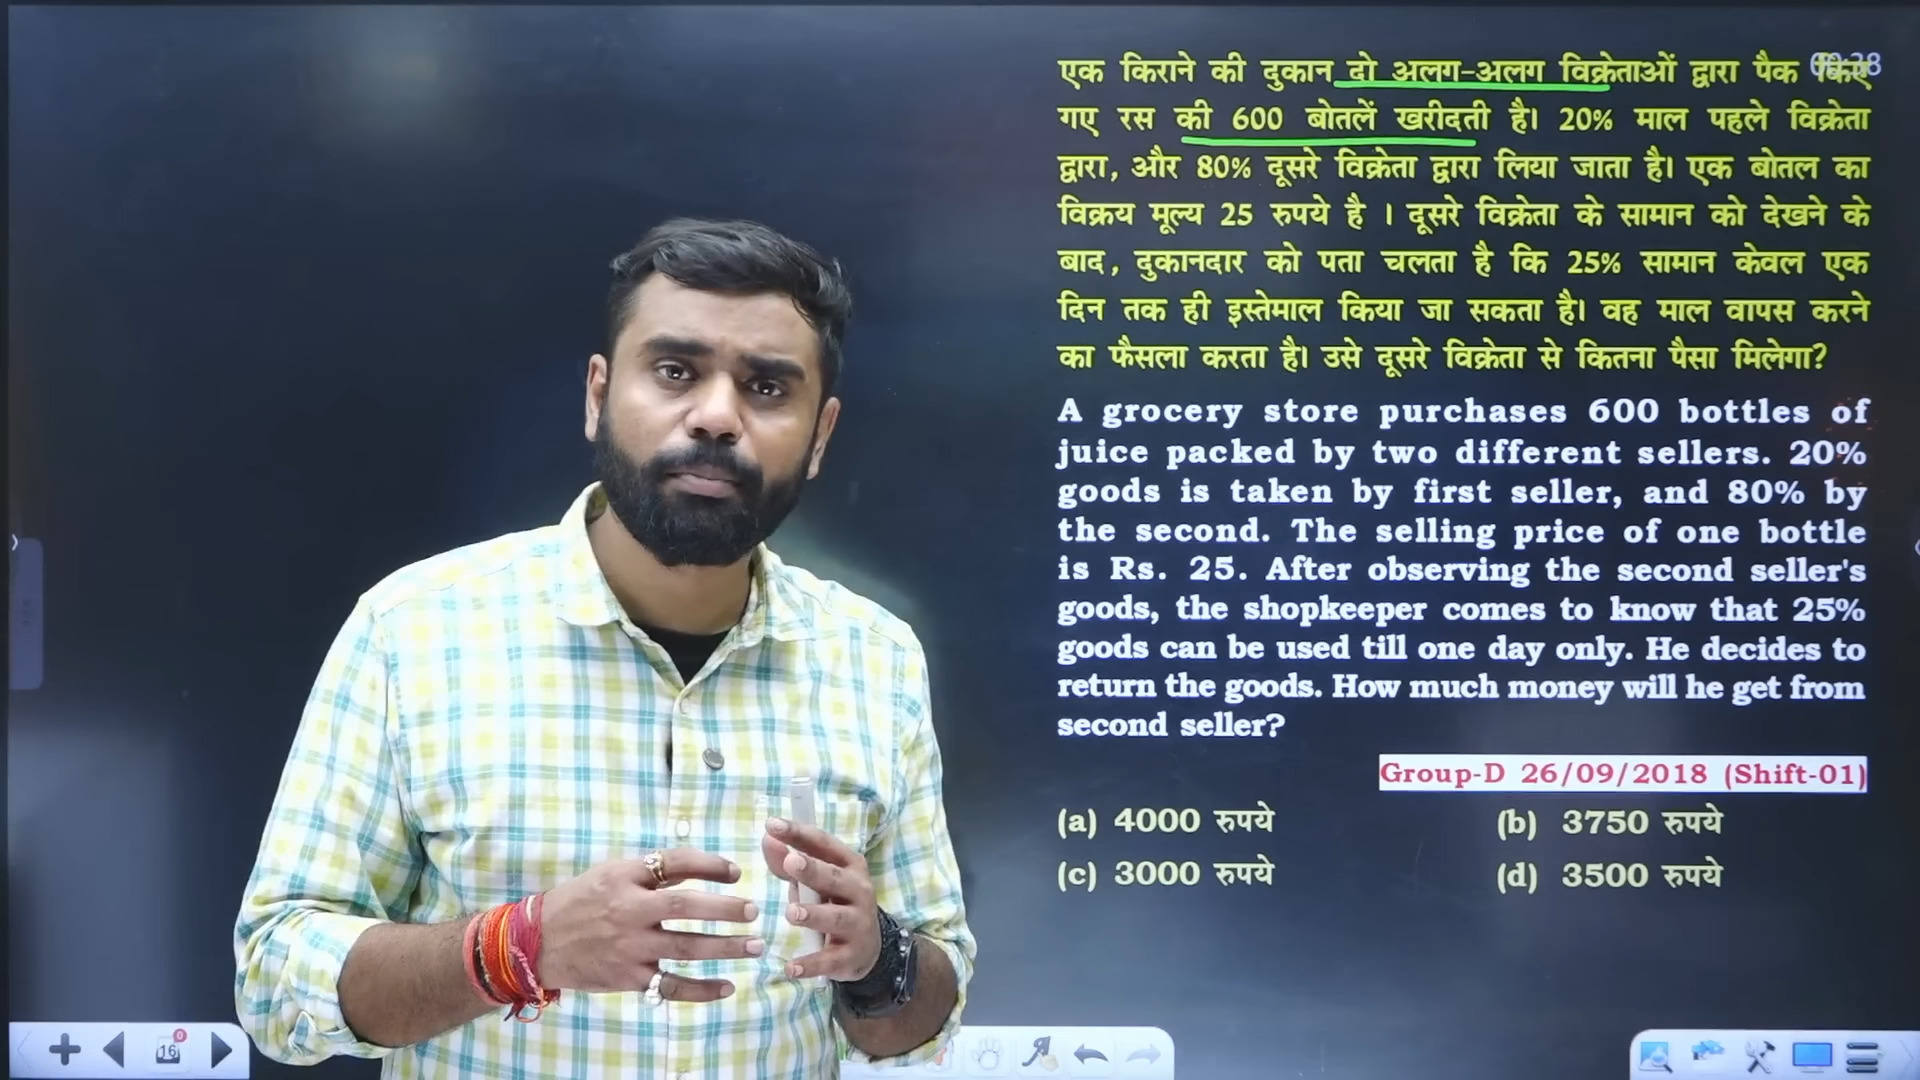 एक किराने की दुकान दो अलग-अलग विक्रेताओं द्वारा पैक किए
गए रस की 600 बोतलें खरीदती है। 20% माल पहले विक्रेता
द्वारा, और 80% दूसरे विक्रेता द्वारा लिया जाता है। एक बोतल का
विक्रय मूल्य 25 रुपये है । दूसरे विक्रेता के सामान को देखने के
बाद, दुकानदार को पता चलता है कि 25% सामान केवल एक
दिन तक ही इस्तेमाल किया जा सकता है। वह माल वापस करने
का फैसला करता है। उसे दूसरे विक्रेता से कितना पैसा मिलेगा?
A grocery store purchases 600 bottles of
juice packed by two different sellers. 20%
goods is taken by first seller, and 80% by
the second. The selling price of one bottle
is Rs. 25. After observing the second seller's
goods, the shopkeeper comes to know that 25%
goods can be used till one day only. He decides to
return the goods. How much money will he get from
second seller?
Group-D 26/09/2018 (Shift-01)
(a) 4000 रुपये (b) 3750 रुपये
(c) 3000 रुपये (d) 3500 रुपये
16
0